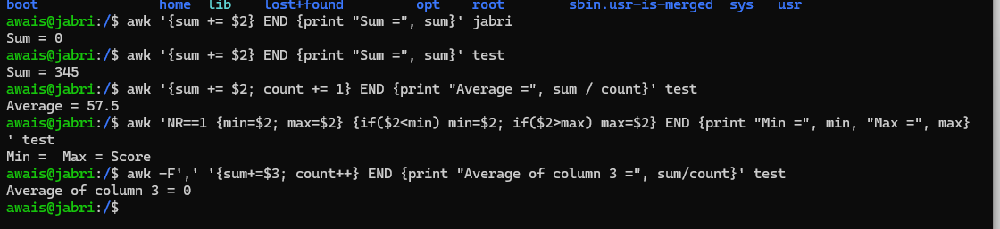 boot home lib lost+found opt root sbin.usr-is-merged sys usr
awais@jabri:/$ awk '{sum += $2} END {print "Sum =", sum}' jabri
Sum = 0
awais@jabri:/$ awk '{sum += $2} END {print "Sum =", sum}' test
Sum = 345
awais@jabri:/$ awk '{sum += $2; count += 1} END {print "Average =", sum / count}' test
Average = 57.5
awais@jabri:/$ awk 'NR==1 {min=$2; max=$2} {if($2<min) min=$2; if($2>max) max=$2} END {print "Min =", min, "Max =", max}
' test
Min =  Max = Score
awais@jabri:/$ awk -F',' '{sum+=$3; count++} END {print "Average of column 3 =", sum/count}' test
Average of column 3 = 0
awais@jabri:/$